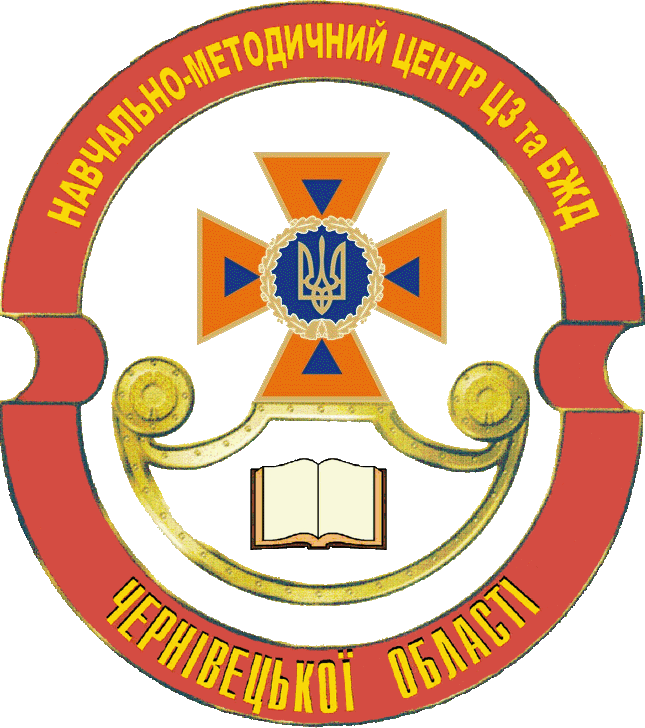 НАВЧАЛЬНО-МЕТОДИЧНИЙ ЦЕНТР ЦЗ та БЖД
ЧЕРНІВЕЦЬКОЇ ОБЛАСТІ